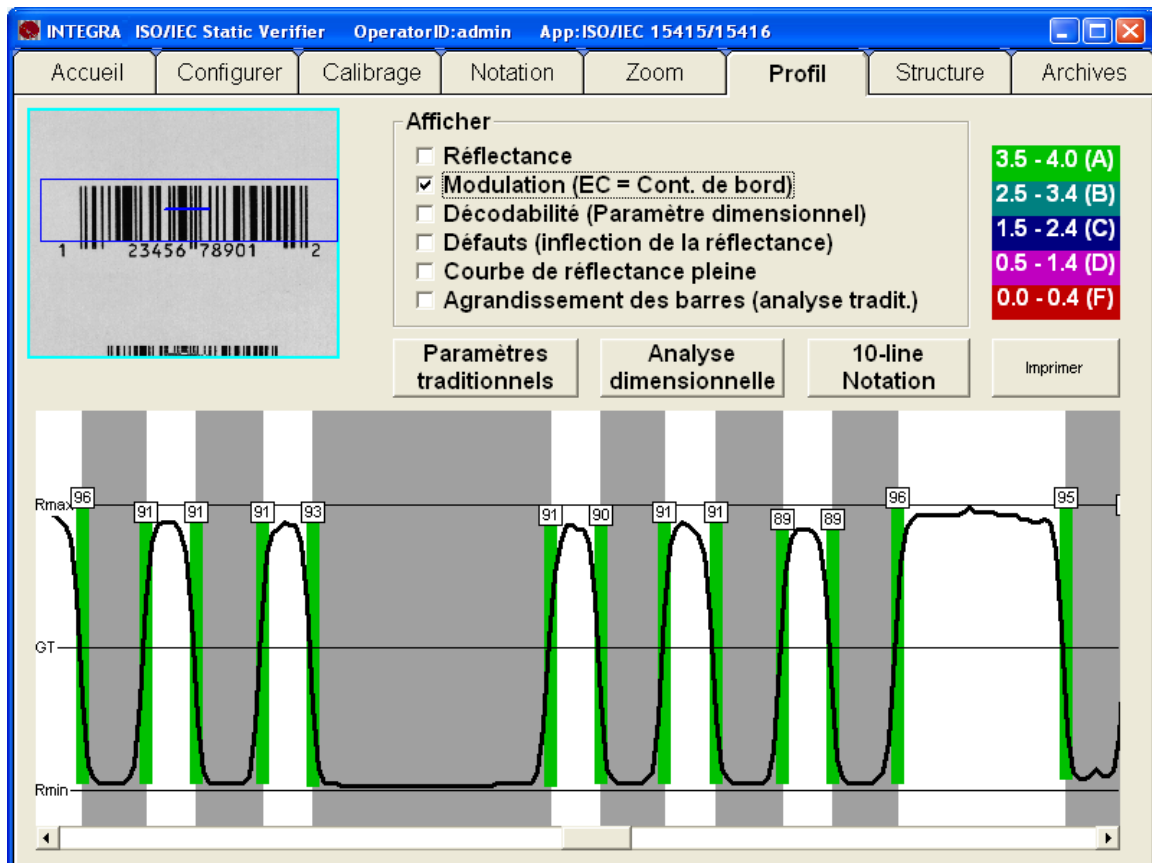 INTEGRA ISO/IEC Static Verifier OperatorID:admin App:ISO/IEC 15415/15416
Accueil Configurer Calibrage Notation Zoom Profil Structure Archives
1 23456 78901 2
Afficher
Réflectance
Modulation (EC = Cont. de bord)
Décodabilité (Paramètre dimensionnel)
Défauts (inflection de la réflectance)
Courbe de réflectance pleine
Agrandissement des barres (analyse tradit.)
3.5 - 4.0 (A)
2.5 - 3.4 (B)
1.5 - 2.4 (C)
0.5 - 1.4 (D)
0.0 - 0.4 (F)
Paramètres
traditionnels
Analyse
dimensionnelle
10-line
Notation
Imprimer
Rmax 96 91 91 91 93 91 90 91 91 89 89 96 95
GT
Rmin